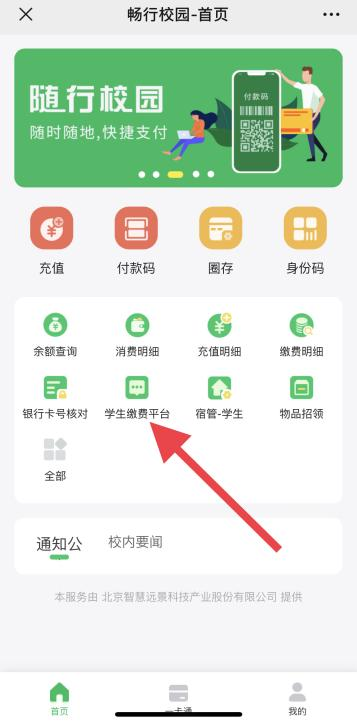 畅行校园-首页
随行校园
随时随地,快捷支付
付款码
充值 付款码 圈存 身份码
余额查询 消费明细 充值明细 缴费明细
银行卡号核对 学生缴费平台 宿管-学生 物品招领
全部
通知公 校内要闻
本服务由 北京智慧远景科技产业股份有限公司 提供
首页 一卡通 我的